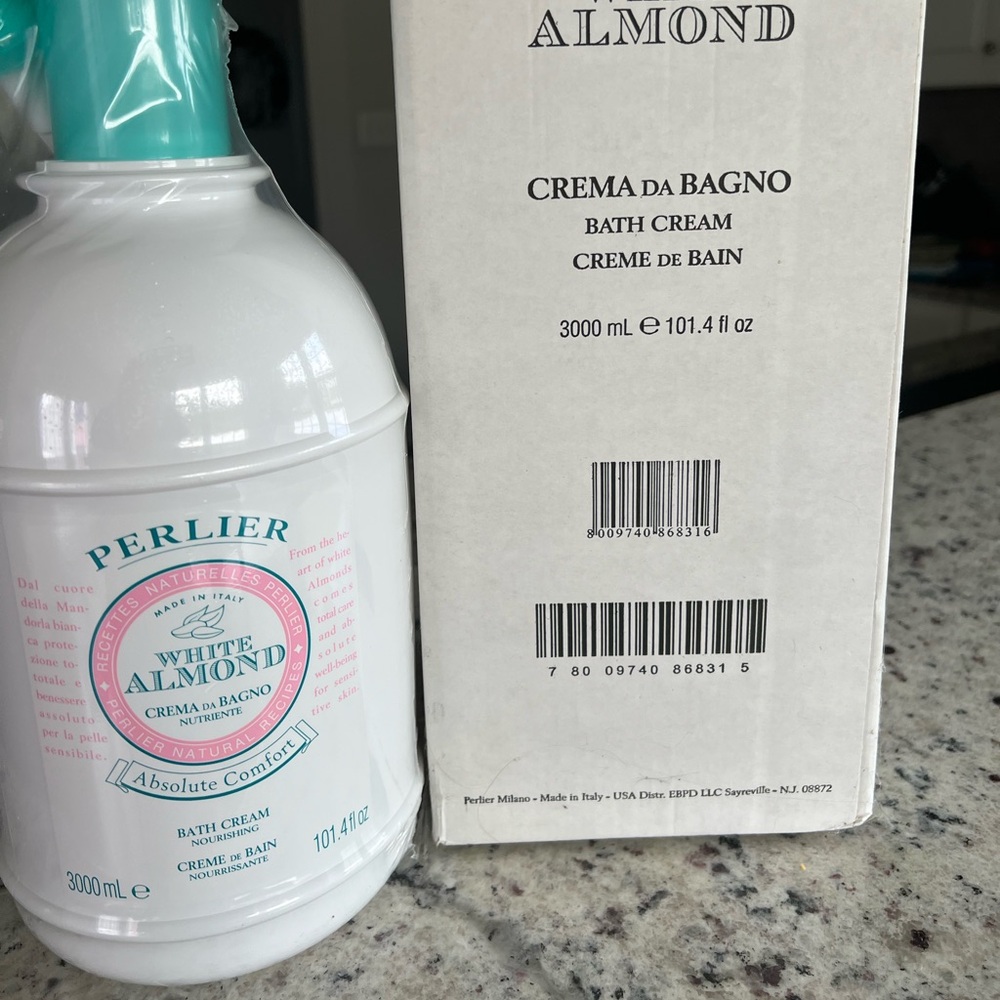 PERLIER
Dal cuore
della Man-
dorla bian-
ca prote-
zione to-
totale e
benessere
assoluto
per la pelle
sensibile.
RECETTES NATURELLES PERLIER
MADE IN ITALY
WHITE
ALMOND
CREMA DA BAGNO
NUTRIENTE
PERLIER NATURAL RECIPES
Absolute Comfort
From the he-
art of white
Almonds
comes
total care
and ab-
solute
well-being
for sensi-
tive skin.
BATH CREAM
NOURISHING
CREME DE BAIN
NOURRISSANTE
3000 mL ℮
101.4 fl oz
ALMOND
CREMA DA BAGNO
BATH CREAM
CREME DE BAIN
3000 mL ℮ 101.4 fl oz
8 009740 868316
7 80 09740 86831 5
Perlier Milano - Made in Italy - USA Distr. EBPD LLC Sayreville - N.J. 08872